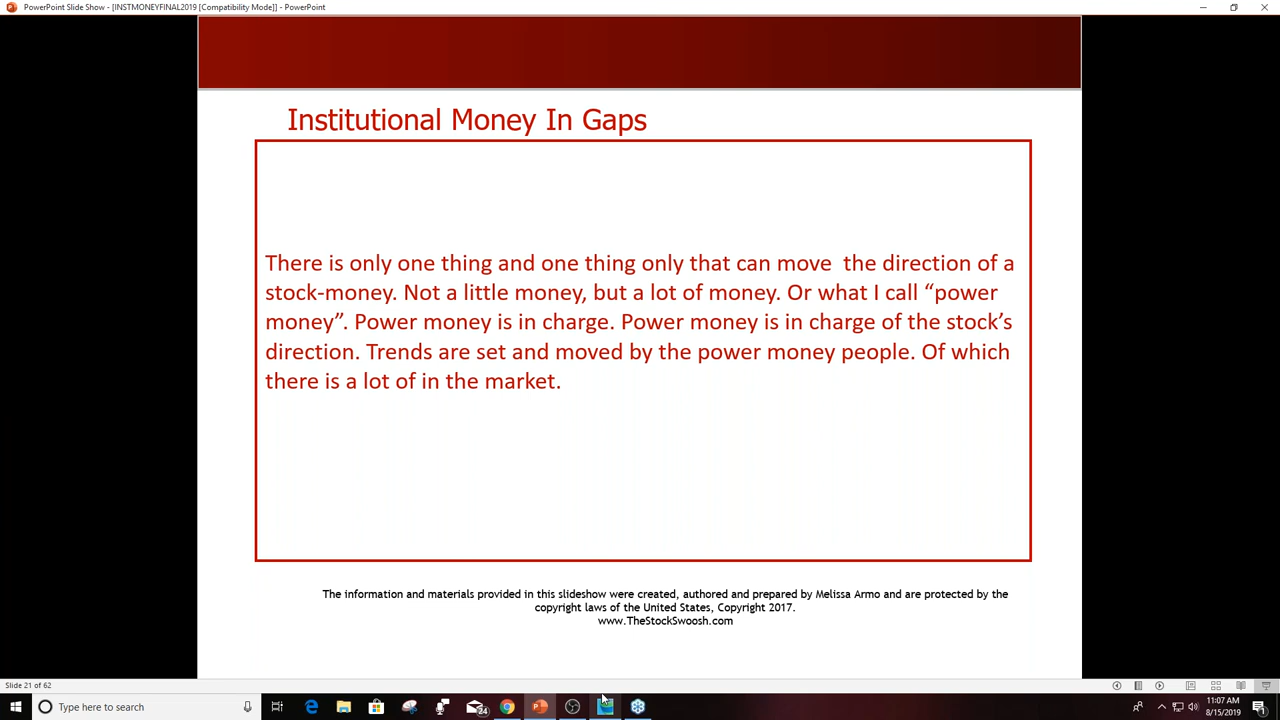 PowerPoint Slide Show - [INSTMONEYFINAL2019 [Compatibility Mode]] - PowerPoint
Institutional Money In Gaps
There is only one thing and one thing only that can move  the direction of a
stock-money. Not a little money, but a lot of money. Or what I call “power
money”. Power money is in charge. Power money is in charge of the stock’s
direction. Trends are set and moved by the power money people. Of which
there is a lot of in the market.
The information and materials provided in this slideshow were created, authored and prepared by Melissa Armo and are protected by the
copyright laws of the United States, Copyright 2017.
www.TheStockSwoosh.com
Slide 21 of 62
Type here to search
24
11:07 AM
8/15/2019
1